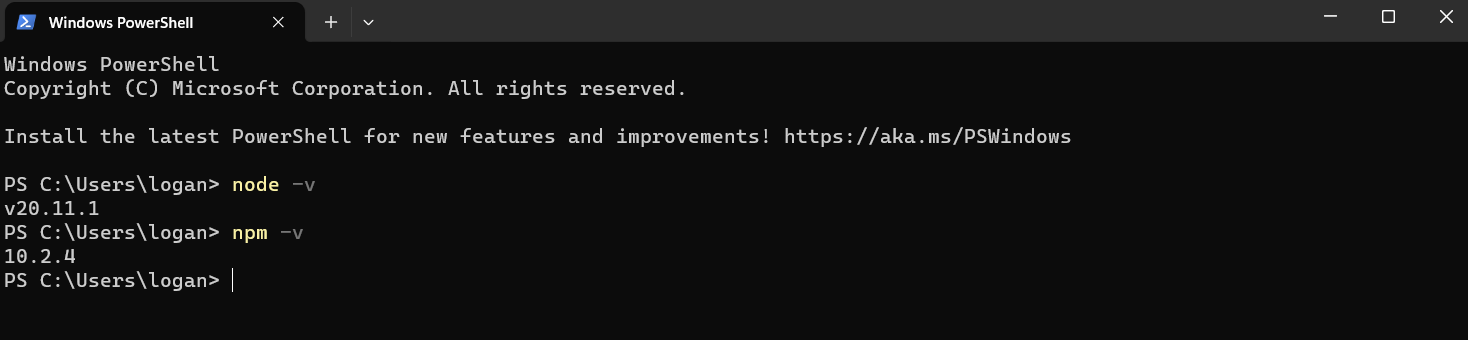 Windows PowerShell
Windows PowerShell
Copyright (C) Microsoft Corporation. All rights reserved.
Install the latest PowerShell for new features and improvements! https://aka.ms/PSWindows
PS C:\Users\logan> node -v
v20.11.1
PS C:\Users\logan> npm -v
10.2.4
PS C:\Users\logan>